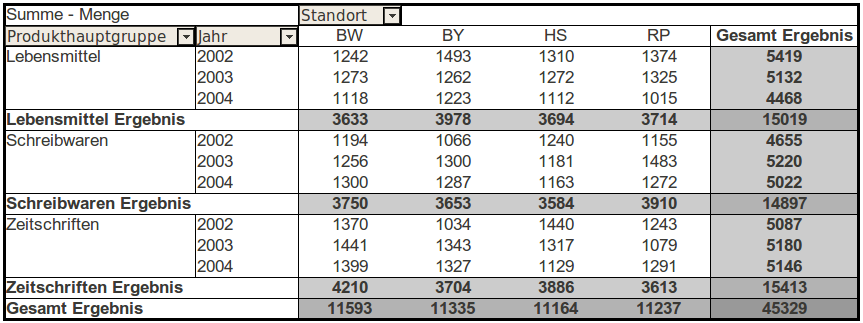 Summe - Menge Standort
Produkthauptgruppe Jahr BW BY HS RP Gesamt Ergebnis
Lebensmittel 2002 1242 1493 1310 1374 5419
2003 1273 1262 1272 1325 5132
2004 1118 1223 1112 1015 4468
Lebensmittel Ergebnis 3633 3978 3694 3714 15019
Schreibwaren 2002 1194 1066 1240 1155 4655
2003 1256 1300 1181 1483 5220
2004 1300 1287 1163 1272 5022
Schreibwaren Ergebnis 3750 3653 3584 3910 14897
Zeitschriften 2002 1370 1034 1440 1243 5087
2003 1441 1343 1317 1079 5180
2004 1399 1327 1129 1291 5146
Zeitschriften Ergebnis 4210 3704 3886 3613 15413
Gesamt Ergebnis 11593 11335 11164 11237 45329